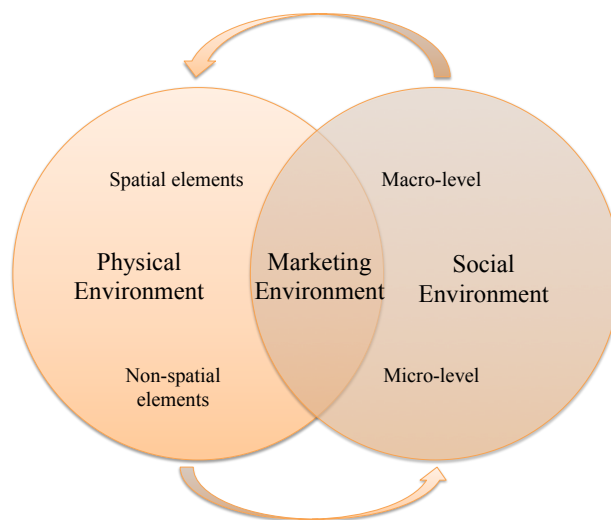 Spatial elements
Macro-level
Physical
Environment
Marketing
Environment
Social
Environment
Non-spatial
elements
Micro-level